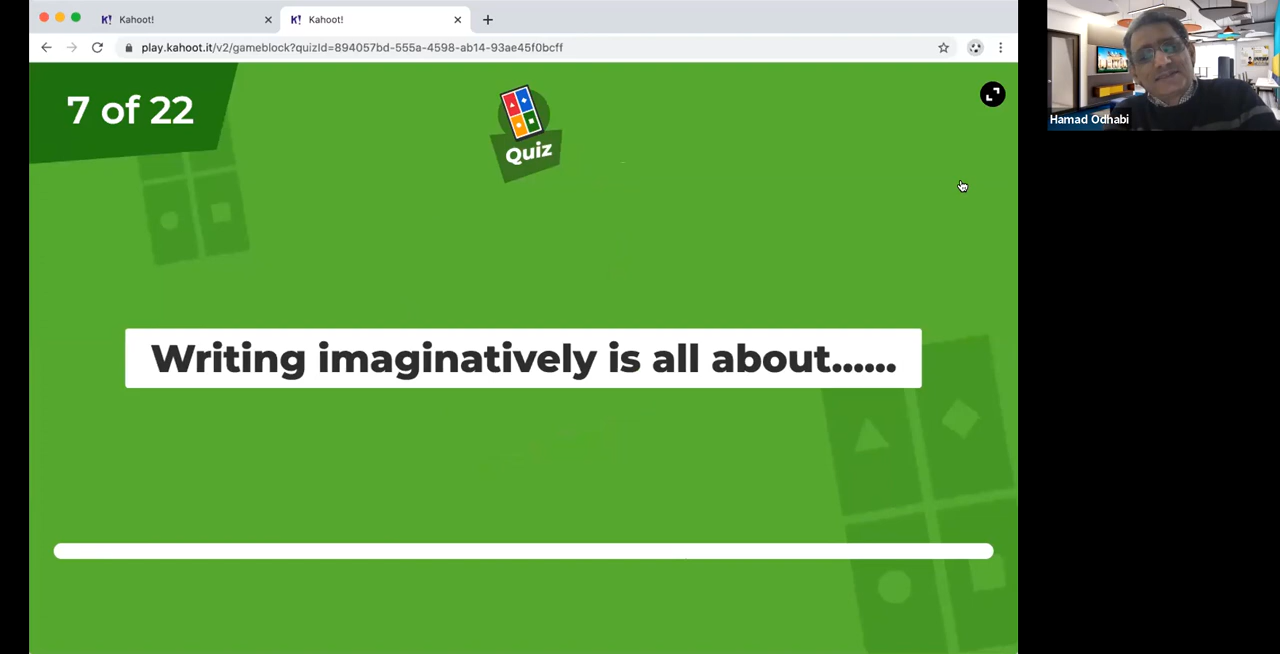 Kahoot!
Kahoot!
play.kahoot.it/v2/gameblock?quizId=894057bd-555a-4598-ab14-93ae45f0bcff
7 of 22
Quiz
Writing imaginatively is all about......
Hamad Odhabi